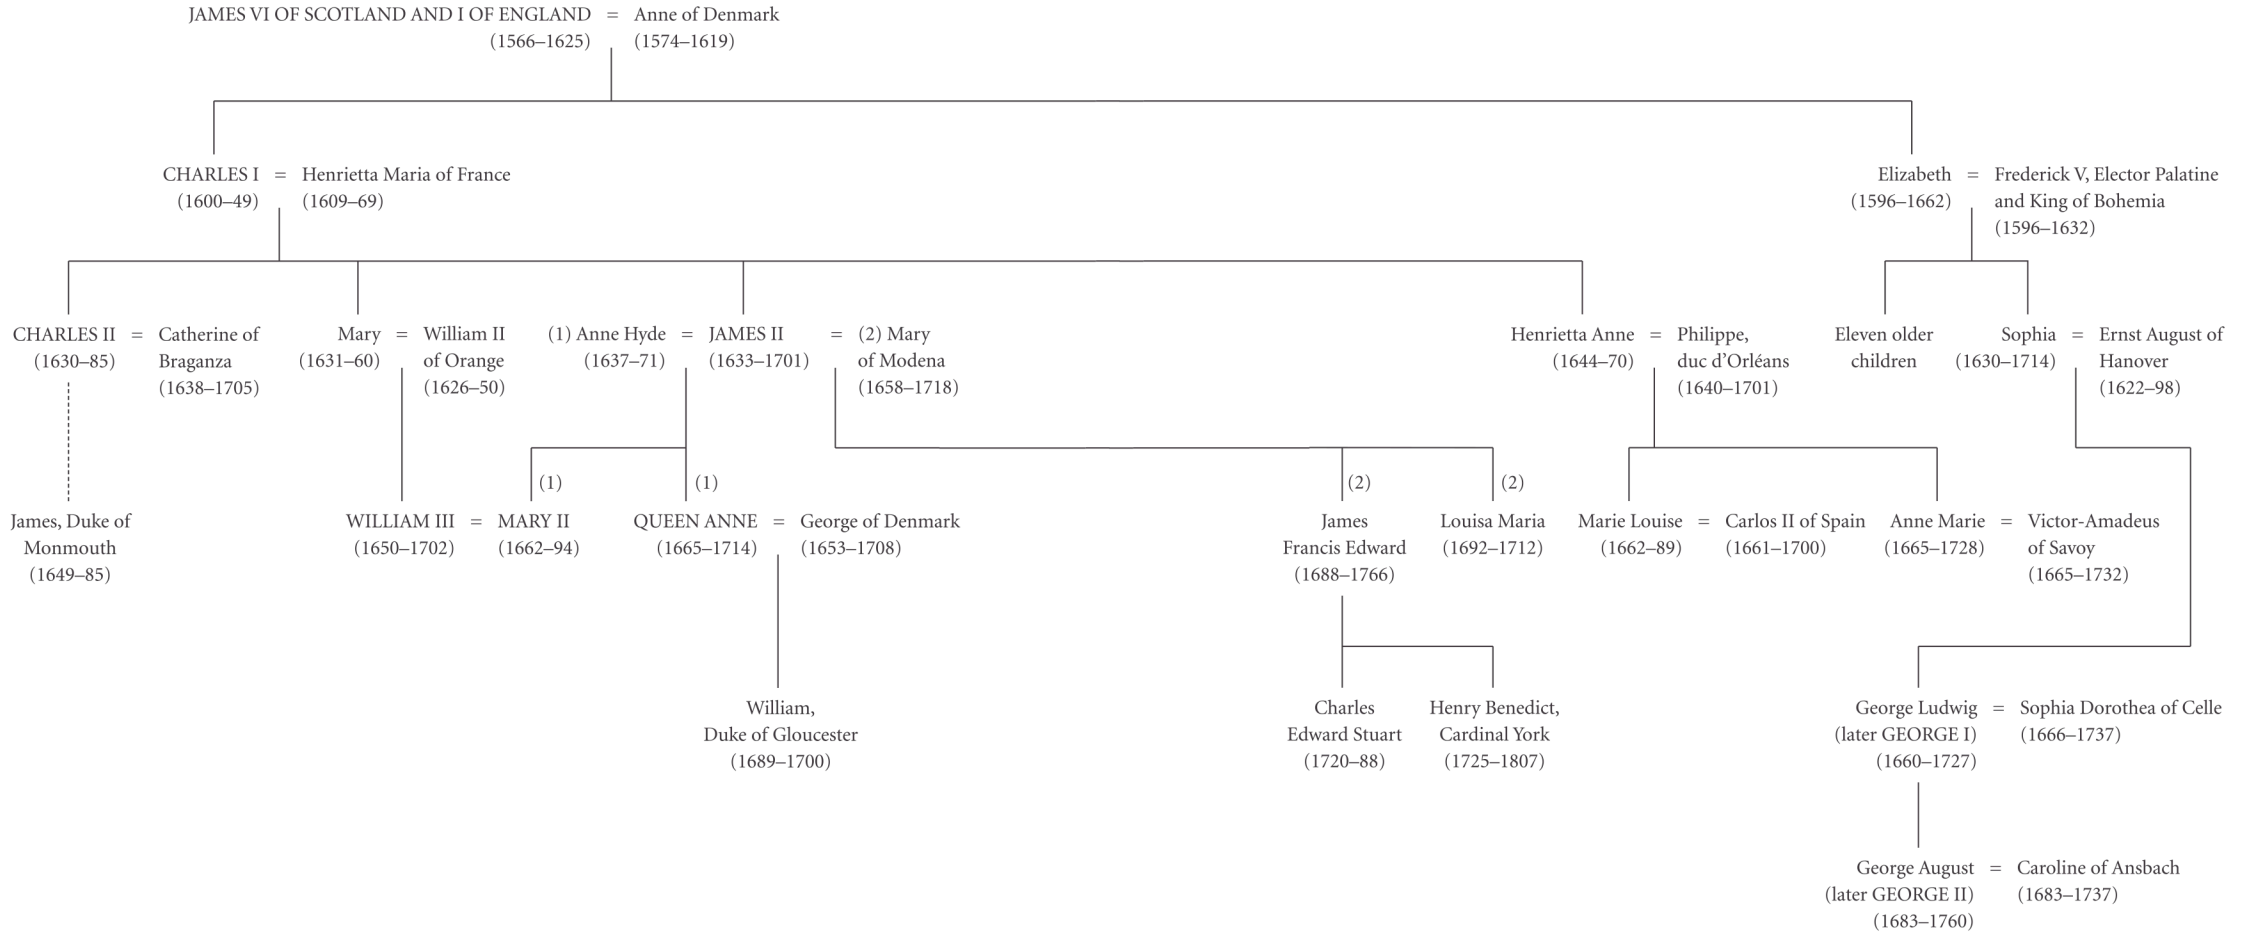 JAMES VI OF SCOTLAND AND I OF ENGLAND = Anne of Denmark
(1566–1625) (1574–1619)
CHARLES I = Henrietta Maria of France
(1600–49) (1609–69)
Elizabeth = Frederick V, Elector Palatine
(1596–1662) and King of Bohemia
(1596–1632)
CHARLES II = Catherine of
(1630–85) Braganza
(1638–1705)
Mary = William II
(1631–60) of Orange
(1626–50)
(1) Anne Hyde = JAMES II = (2) Mary
(1637–71) (1633–1701) of Modena
(1658–1718)
Henrietta Anne = Philippe,
(1644–70) duc d’Orléans
(1640–1701)
Eleven older
children
Sophia = Ernst August of
(1630–1714) Hanover
(1622–98)
(1) (1) (2) (2)
James, Duke of
Monmouth
(1649–85)
WILLIAM III = MARY II
(1650–1702) (1662–94)
QUEEN ANNE = George of Denmark
(1665–1714) (1653–1708)
James
Francis Edward
(1688–1766)
Louisa Maria
(1692–1712)
Marie Louise = Carlos II of Spain
(1662–89) (1661–1700)
Anne Marie = Victor-Amadeus
(1665–1728) of Savoy
(1665–1732)
William,
Duke of Gloucester
(1689–1700)
Charles
Edward Stuart
(1720–88)
Henry Benedict,
Cardinal York
(1725–1807)
George Ludwig = Sophia Dorothea of Celle
(later GEORGE I) (1666–1737)
(1660–1727)
George August = Caroline of Ansbach
(later GEORGE II) (1683–1737)
(1683–1760)